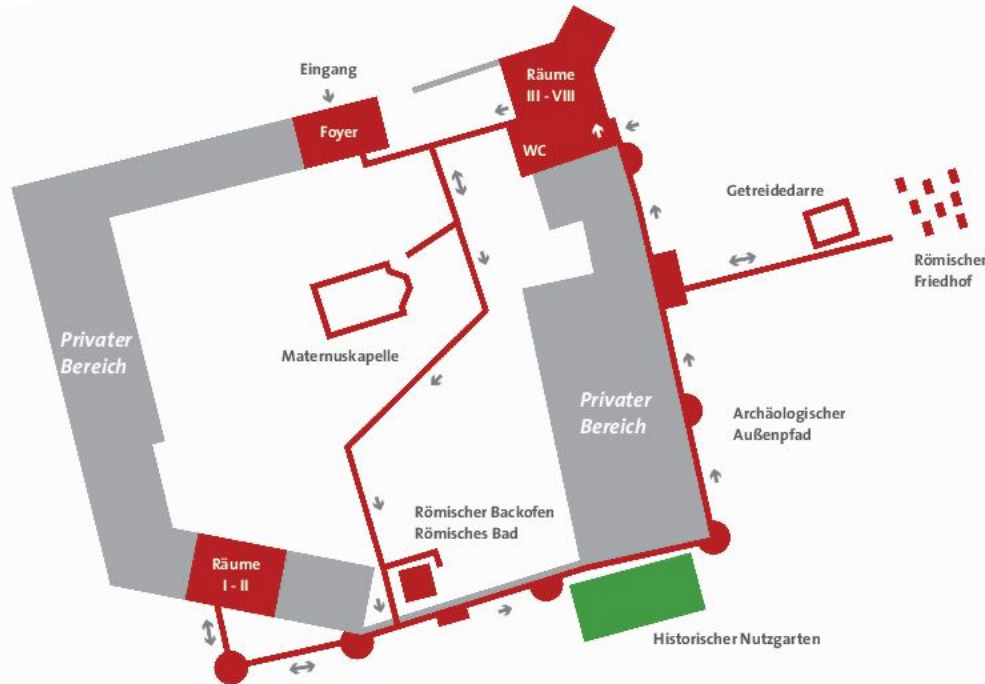 Eingang
Foyer
Räume
III - VIII
WC
Getreidedarre
Römischer
Friedhof
Maternuskapelle
Privater
Bereich
Privater
Bereich
Archäologischer
Außenpfad
Römischer Backofen
Römisches Bad
Räume
I - II
Historischer Nutzgarten